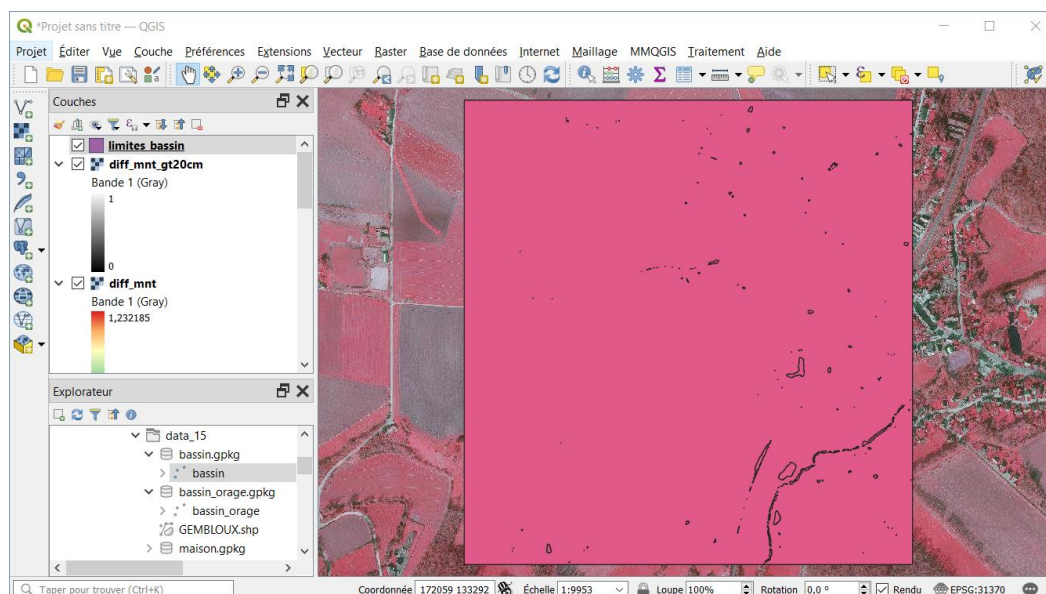 *Projet sans titre — QGIS
Projet Éditer Vue Couche Préférences Extensions Vecteur Raster Base de données Internet Maillage MMQGIS Traitement Aide
Couches
limites bassin
diff_mnt_gt20cm
Bande 1 (Gray)
1
0
diff_mnt
Bande 1 (Gray)
1,232185
Explorateur
data_15
bassin.gpkg
bassin
bassin_orage.gpkg
bassin_orage
GEMBLOUX.shp
maison.gpkg
Taper pour trouver (Ctrl+K) Coordonnée 172059 133292 Échelle 1:9953 Loupe 100% Rotation 0,0 ° Rendu EPSG:31370